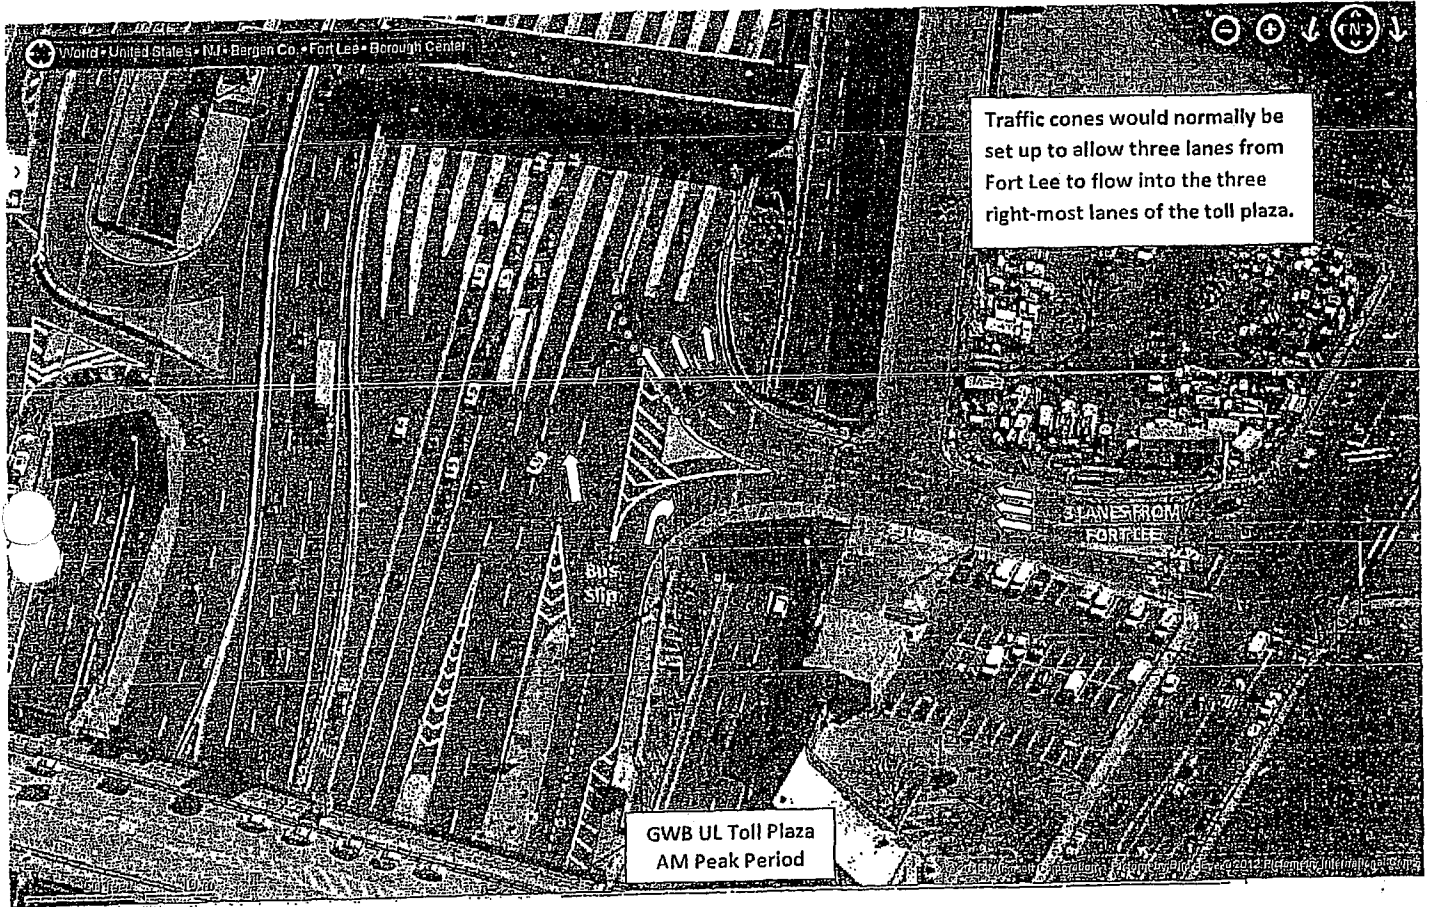 World • United States • NJ • Bergen Co. • Fort Lee • Borough Center
N
Traffic cones would normally be
set up to allow three lanes from
Fort Lee to flow into the three
right-most lanes of the toll plaza.
3 LANES FROM
FORT LEE
Bus
Slip
GWB UL Toll Plaza
AM Peak Period